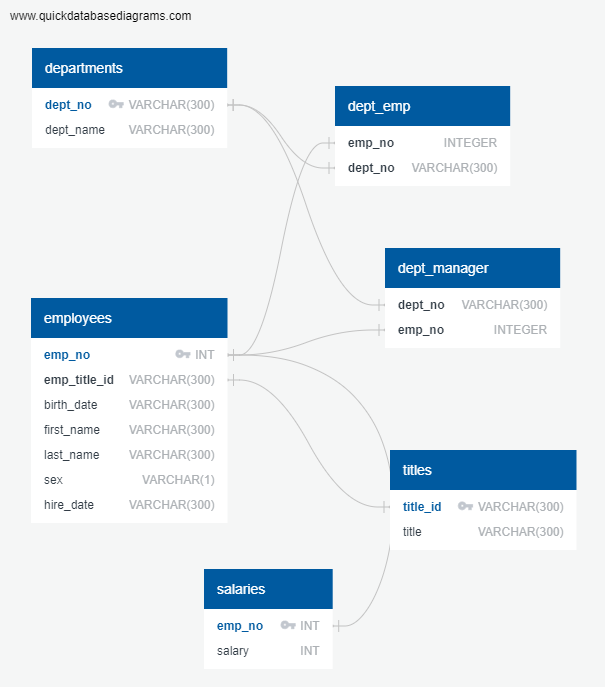 www.quickdatabasediagrams.com
departments
dept_no VARCHAR(300)
dept_name VARCHAR(300)
dept_emp
emp_no INTEGER
dept_no VARCHAR(300)
dept_manager
dept_no VARCHAR(300)
emp_no INTEGER
employees
emp_no INT
emp_title_id VARCHAR(300)
birth_date VARCHAR(300)
first_name VARCHAR(300)
last_name VARCHAR(300)
sex VARCHAR(1)
hire_date VARCHAR(300)
titles
title_id VARCHAR(300)
title VARCHAR(300)
salaries
emp_no INT
salary INT